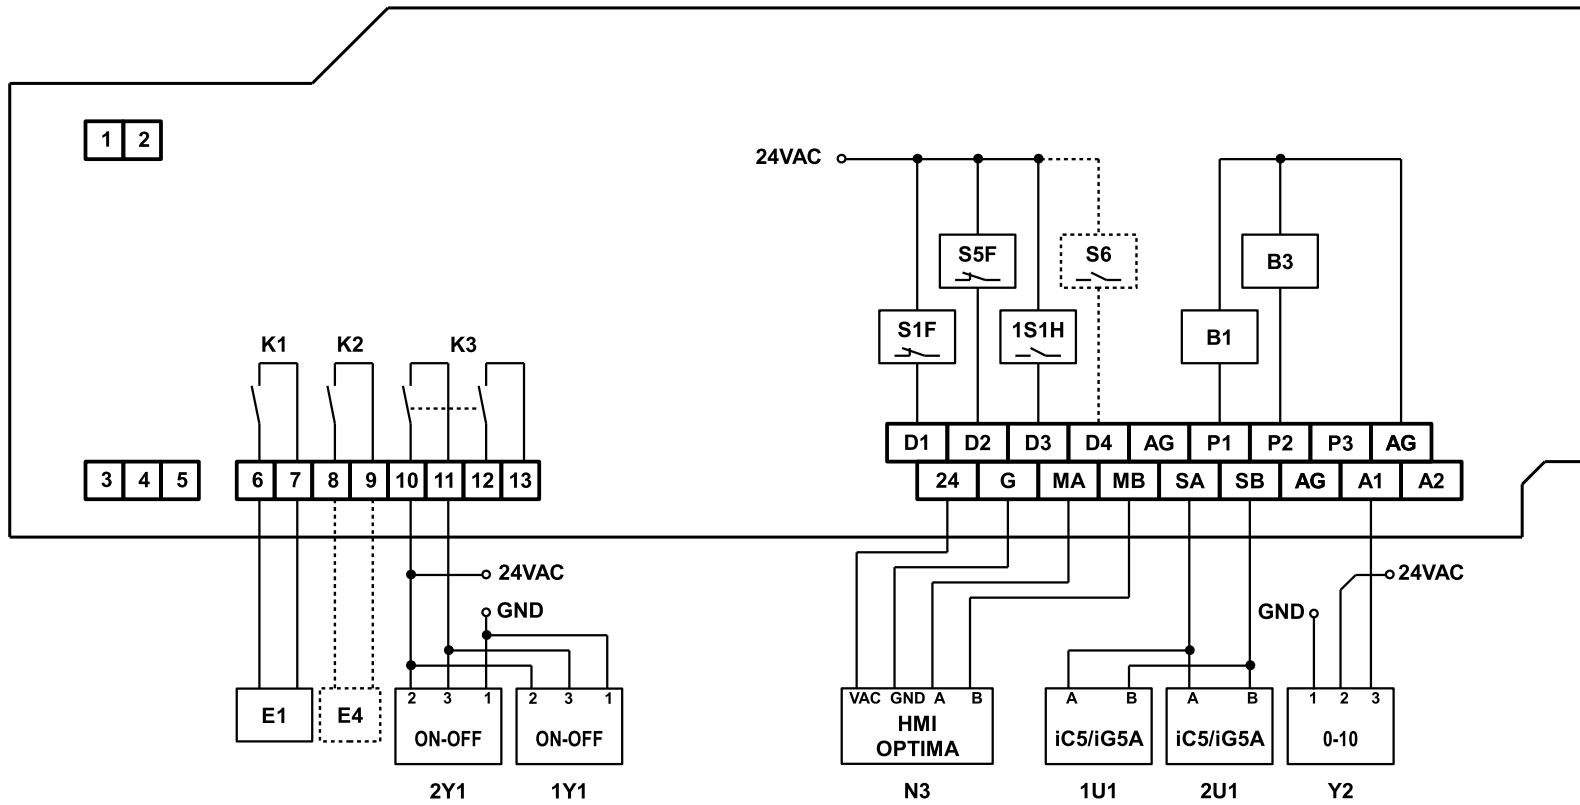 1 2
24VAC
S5F
S6
B3
S1F
1S1H
B1
K1 K2 K3
D1 D2 D3 D4 AG P1 P2 P3 AG
3 4 5
6 7 8 9 10 11 12 13
24 G MA MB SA SB AG A1 A2
24VAC
24VAC
GND
GND
2 3 1
2 3 1
VAC GND A B
A B
A B
1 2 3
E1
E4
ON-OFF
ON-OFF
HMI
OPTIMA
iC5/iG5A
iC5/iG5A
0-10
2Y1
1Y1
N3
1U1
2U1
Y2